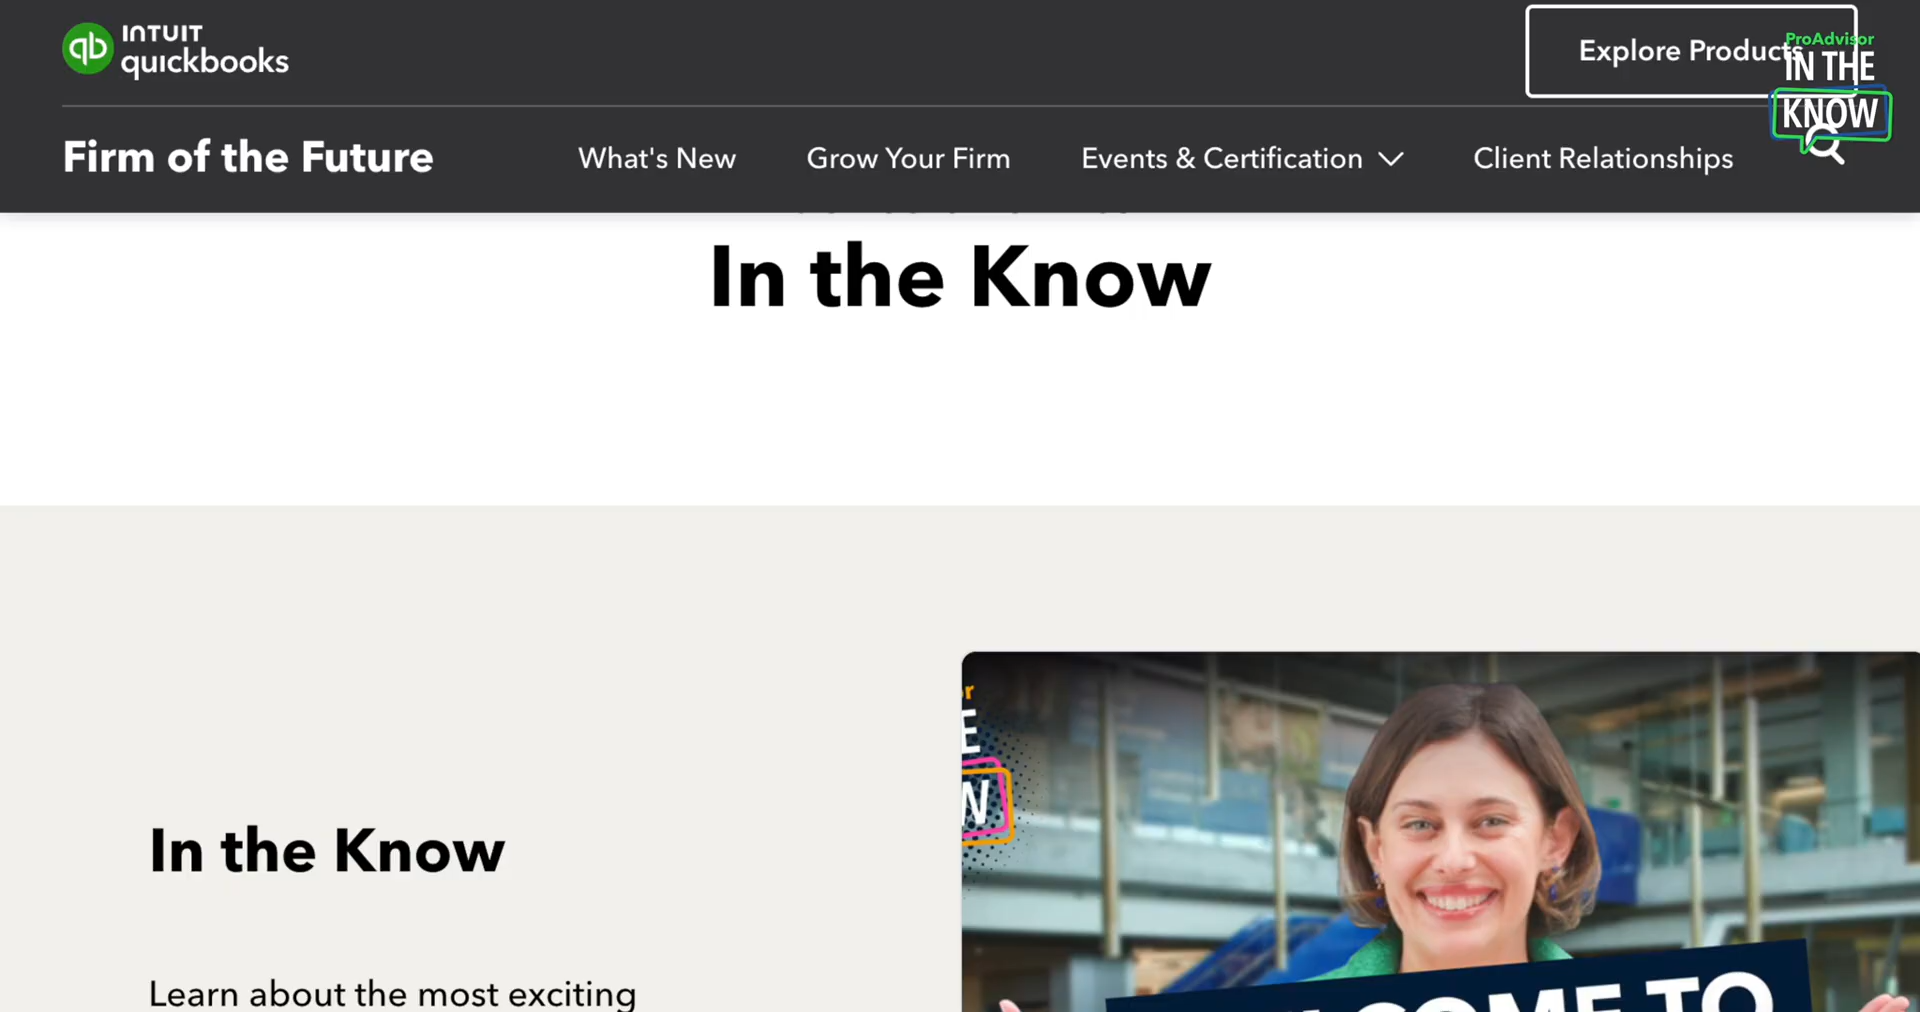 INTUIT
quickbooks
Explore Products
ProAdvisor
IN THE
KNOW
Firm of the Future
What's New
Grow Your Firm
Events & Certification
Client Relationships
In the Know
In the Know
Learn about the most exciting
TO